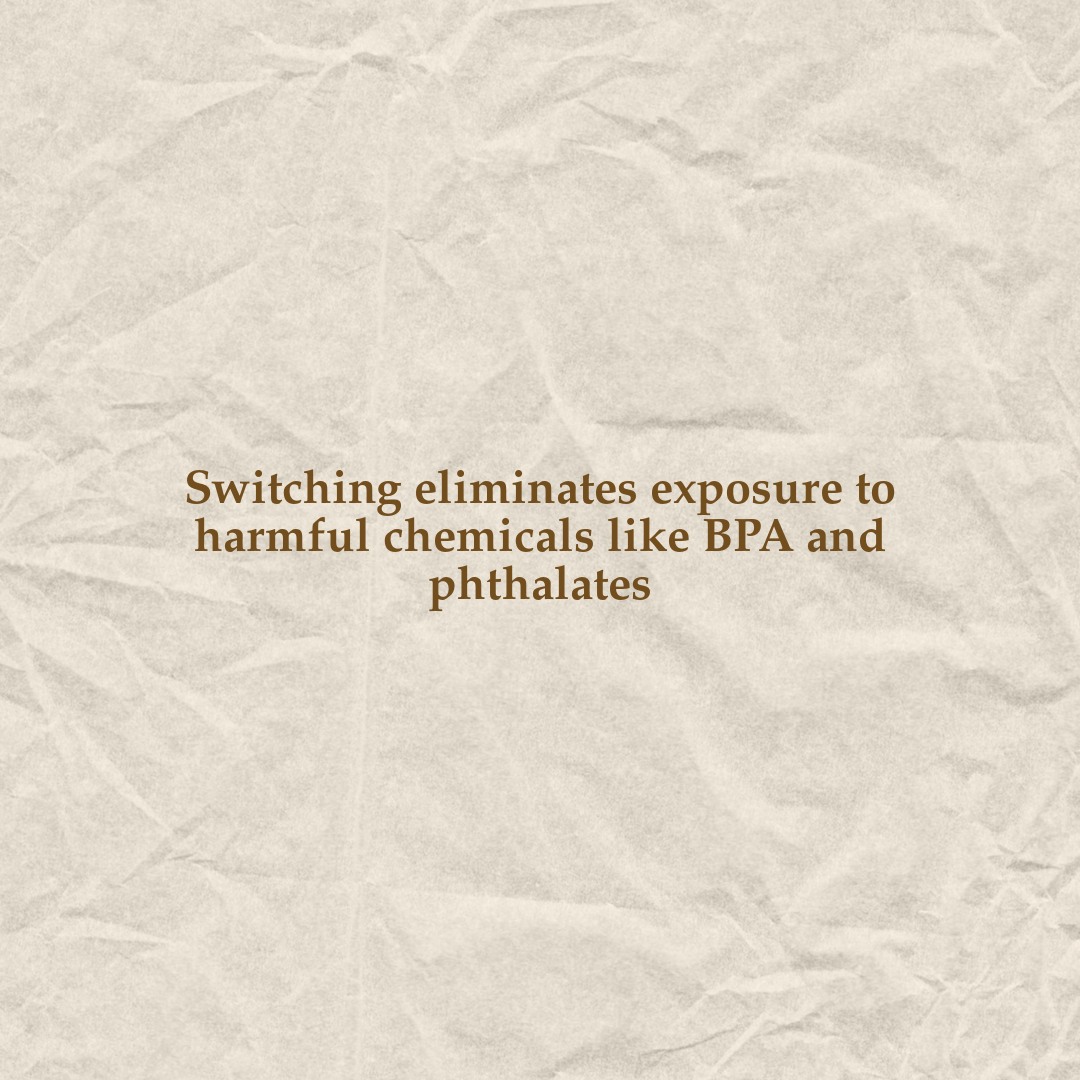 Switching eliminates exposure to
harmful chemicals like BPA and
phthalates